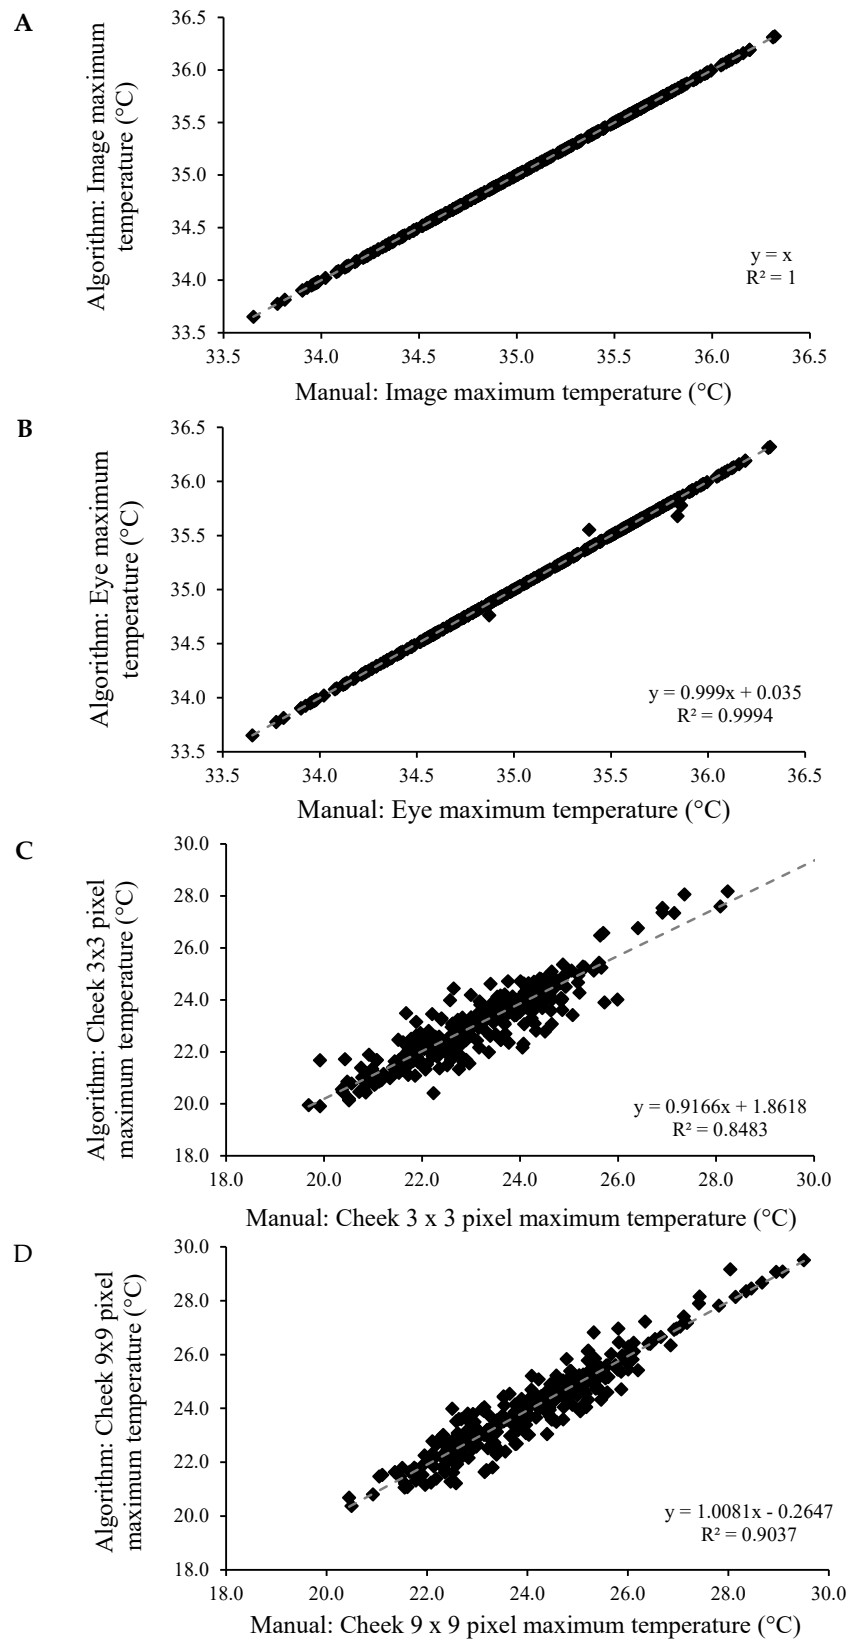 A
Algorithm: Image maximum
temperature (°C)
36.5
36.0
35.5
35.0
34.5
34.0
33.5
y = x
R² = 1
33.5 34.0 34.5 35.0 35.5 36.0 36.5
Manual: Image maximum temperature (°C)
B
Algorithm: Eye maximum
temperature (°C)
36.5
36.0
35.5
35.0
34.5
34.0
33.5
y = 0.999x + 0.035
R² = 0.9994
33.5 34.0 34.5 35.0 35.5 36.0 36.5
Manual: Eye maximum temperature (°C)
C
Algorithm: Cheek 3x3 pixel
maximum temperature (°C)
30.0
28.0
26.0
24.0
22.0
20.0
18.0
y = 0.9166x + 1.8618
R² = 0.8483
18.0 20.0 22.0 24.0 26.0 28.0 30.0
Manual: Cheek 3 x 3 pixel maximum temperature (°C)
D
Algorithm: Cheek 9x9 pixel
maximum temperature (°C)
30.0
28.0
26.0
24.0
22.0
20.0
18.0
y = 1.0081x - 0.2647
R² = 0.9037
18.0 20.0 22.0 24.0 26.0 28.0 30.0
Manual: Cheek 9 x 9 pixel maximum temperature (°C)